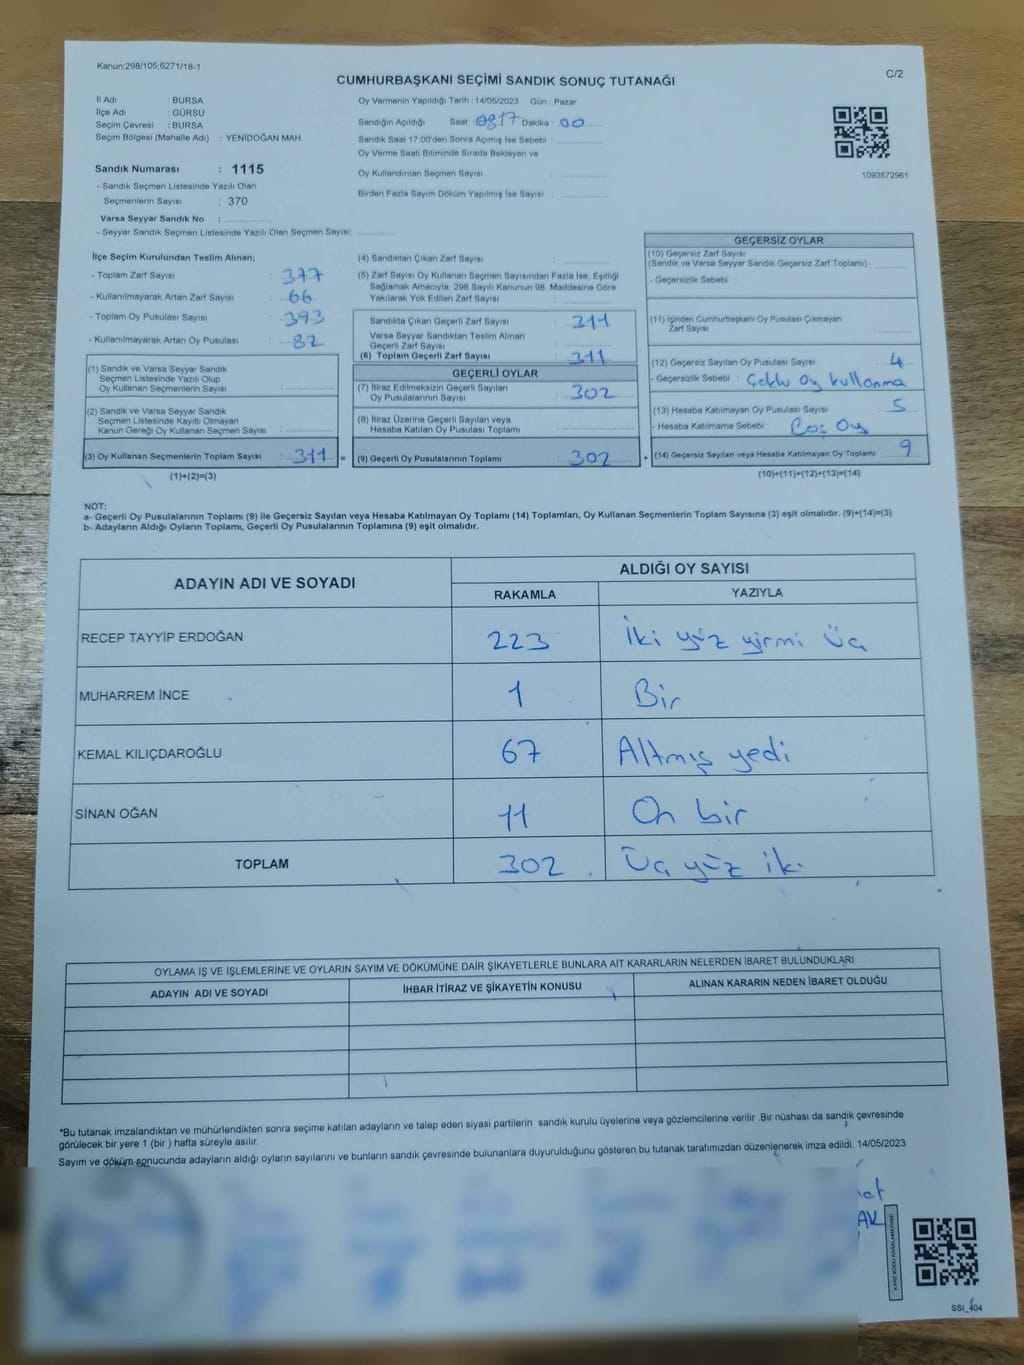 Kanun:298/105;6271/18-1
CUMHURBAŞKANI SEÇİMİ SANDIK SONUÇ TUTANAĞI
C/2
İl Adı : BURSA
İlçe Adı : GÜRSU
Seçim Çevresi : BURSA
Seçim Bölgesi (Mahalle Adı) : YENİDOĞAN MAH.
Sandık Numarası : 1115
- Sandık Seçmen Listesinde Yazılı Olan
Seçmenlerin Sayısı : 370
Varsa Seyyar Sandık No :
- Seyyar Sandık Seçmen Listesinde Yazılı Olan Seçmen Sayısı:
Oy Vermenin Yapıldığı Tarih :14/05/2023 Gün : Pazar
Sandığın Açıldığı Saat : Dakika : 00
Sandık Saat 17:00'den Sonra Açımış İse Sebebi :
Oy Verme Saati Bitiminde Sırada Bekleyen ve
Oy Kullandırılan Seçmen Sayısı :
Birden Fazla Sayım Döküm Yapılmış İse Sayısı :
1093572961
İlçe Seçim Kurulundan Teslim Alınan;
- Toplam Zarf Sayısı : 377
- Kullanılmayarak Artan Zarf Sayısı : 66
- Toplam Oy Pusulası Sayısı : 393
- Kullanılmayarak Artan Oy Pusulası : 82
(1) Sandık ve Varsa Seyyar Sandık
Seçmen Listesinde Yazılı Olup
Oy Kullanan Seçmenlerin Sayısı :
(2) Sandık ve Varsa Seyyar Sandık
Seçmen Listesinde Kayıtlı Olmayan
Kanun Gereği Oy Kullanan Seçmen Sayısı :
(3) Oy Kullanan Seçmenlerin Toplam Sayısı : 311 =
(1)+(2)=(3)
(4) Sandıktan Çıkan Zarf Sayısı :
(5) Zarf Sayısı Oy Kullanan Seçmen Sayısından Fazla İse, Eşitliği
Sağlamak Amacıyla, 298 Sayılı Kanunun 98. Maddesine Göre
Yakılarak Yok Edilen Zarf Sayısı :
Sandıkta Çıkan Geçerli Zarf Sayısı : 311
Varsa Seyyar Sandıktan Teslim Alınan
Geçerli Zarf Sayısı :
(6) Toplam Geçerli Zarf Sayısı : 311
GEÇERLİ OYLAR
(7) İtiraz Edilmeksizin Geçerli Sayılan
Oy Pusulalarının Sayısı : 302
(8) İtiraz Üzerine Geçerli Sayılan veya
Hesaba Katılan Oy Pusulası Toplamı :
(9) Geçerli Oy Pusulalarının Toplamı : 302 +
GEÇERSİZ OYLAR
(10) Geçersiz Zarf Sayısı
(Sandık ve Varsa Seyyar Sandık Geçersiz Zarf Toplamı) :
- Geçersizlik Sebebi :
(11) İçinden Cumhurbaşkanı Oy Pusulası Çıkmayan
Zarf Sayısı :
(12) Geçersiz Sayılan Oy Pusulası Sayısı : 4
- Geçersizlik Sebebi : Çoklu Oy kullanma
(13) Hesaba Katılmayan Oy Pusulası Sayısı : 5
- Hesaba Katılmama Sebebi : Boş Oy
(14) Geçersiz Sayılan veya Hesaba Katılmayan Oy Toplamı : 9
(10)+(11)+(12)+(13)=(14)
NOT:
a- Geçerli Oy Pusulalarının Toplamı (9) ile Geçersiz Sayılan veya Hesaba Katılmayan Oy Toplamı (14) Toplamları, Oy Kullanan Seçmenlerin Toplam Sayısına (3) eşit olmalıdır. (9)+(14)=(3)
b- Adayların Aldığı Oyların Toplamı, Geçerli Oy Pusulalarının Toplamına (9) eşit olmalıdır.
ADAYIN ADI VE SOYADI
ALDIĞI OY SAYISI
RAKAMLA YAZIYLA
RECEP TAYYİP ERDOĞAN 223 İki yüz yirmi üç
MUHARREM İNCE 1 Bir
KEMAL KILIÇDAROĞLU 67 Altmış yedi
SİNAN OĞAN 11 On bir
TOPLAM 302 Üç yüz iki
OYLAMA İŞ VE İŞLEMLERİNE VE OYLARIN SAYIM VE DÖKÜMÜNE DAİR ŞİKAYETLERLE BUNLARA AİT KARARLARIN NELERDEN İBARET BULUNDUKLARI
ADAYIN ADI VE SOYADI İHBAR İTİRAZ VE ŞİKAYETİN KONUSU ALINAN KARARIN NEDEN İBARET OLDUĞU
*Bu tutanak imzalandıktan ve mühürlendikten sonra seçime katılan adayların ve talep eden siyasi partilerin sandık kurulu üyelerine veya gözlemcilerine verilir .Bir nüshası da sandık çevresinde
görülecek bir yere 1 (bir ) hafta süreyle asılır.
Sayım ve döküm sonucunda adayların aldığı oyların sayılarını ve bunların sandık çevresinde bulunanlara duyurulduğunu gösteren bu tutanak tarafımızdan düzenlenerek imza edildi. 14/05/2023
KARE KODU KARALAMAYINIZ!
SSI_404